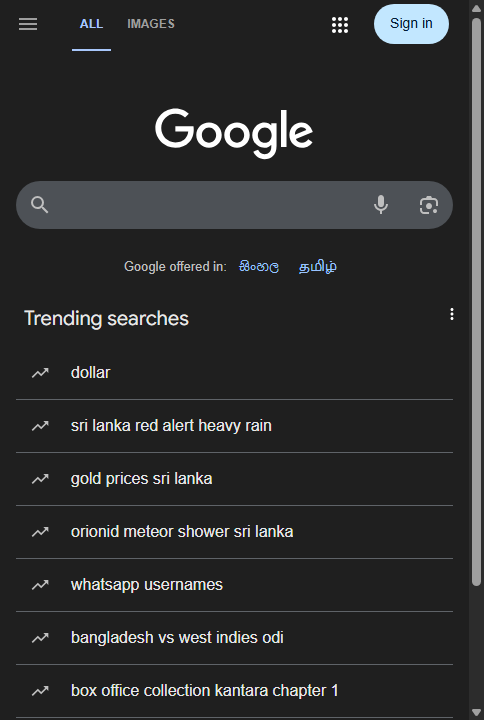 ALL IMAGES Sign in
Google
Google offered in: සිංහල தமிழ்
Trending searches
dollar
sri lanka red alert heavy rain
gold prices sri lanka
orionid meteor shower sri lanka
whatsapp usernames
bangladesh vs west indies odi
box office collection kantara chapter 1